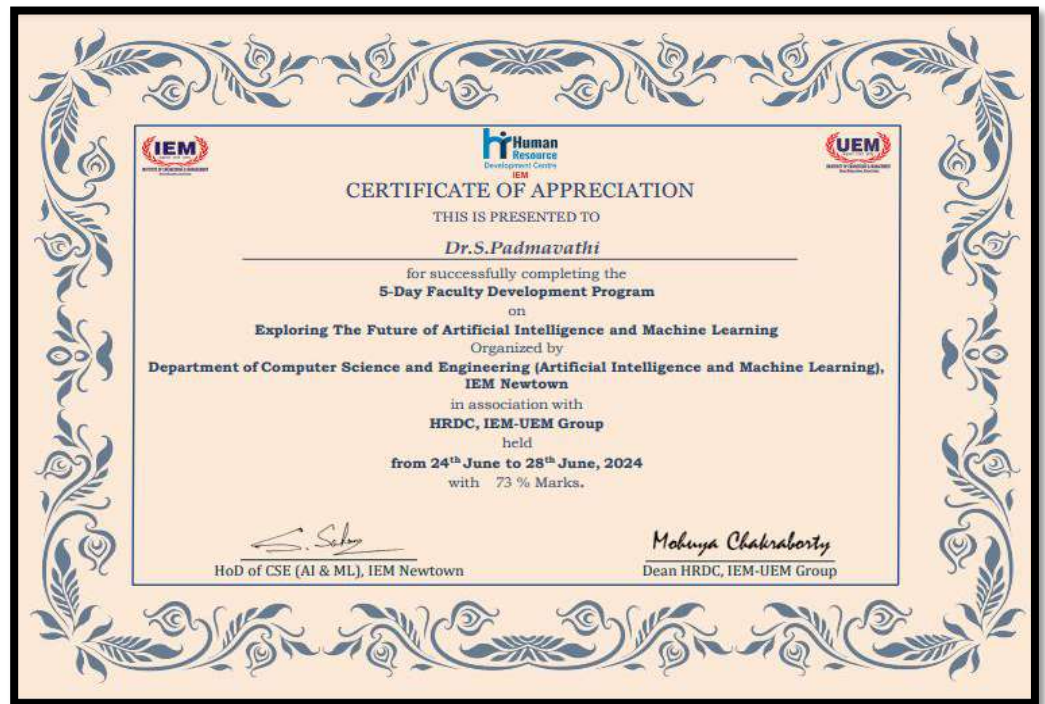 IEM
Human
Resource
Development Centre
IEM
UEM
CERTIFICATE OF APPRECIATION
THIS IS PRESENTED TO
Dr.S.Padmavathi
for successfully completing the
5-Day Faculty Development Program
on
Exploring The Future of Artificial Intelligence and Machine Learning
Organized by
Department of Computer Science and Engineering (Artificial Intelligence and Machine Learning),
IEM Newtown
in association with
HRDC, IEM-UEM Group
held
from 24th June to 28th June, 2024
with 73 % Marks.
Mohuya Chakraborty
HoD of CSE (AI & ML), IEM Newtown
Dean HRDC, IEM-UEM Group